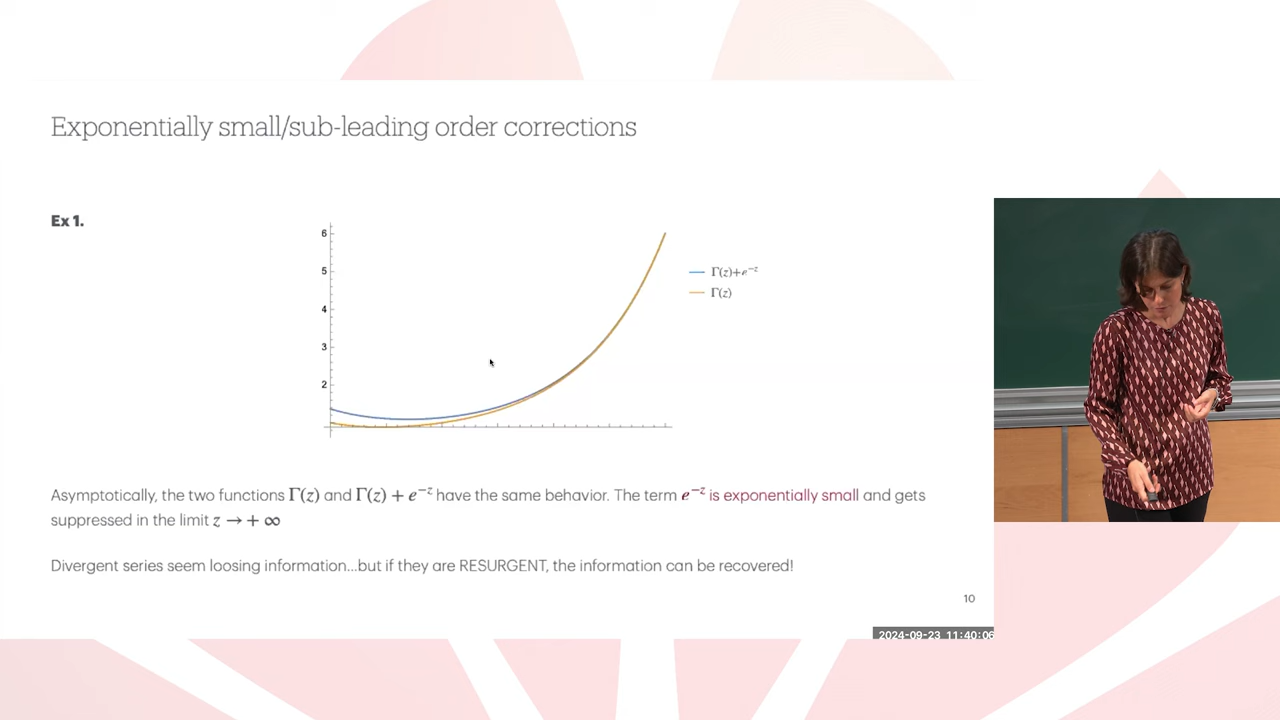 Exponentially small/sub-leading order corrections
Ex 1.
6
5
4
3
2
Γ(z)+e^{-z}
Γ(z)
Asymptotically, the two functions Γ(z) and Γ(z) + e^{-z} have the same behavior. The term e^{-z} is exponentially small and gets
suppressed in the limit z → + ∞
Divergent series seem loosing information...but if they are RESURGENT, the information can be recovered!
10
2024-09-23 11:40:06